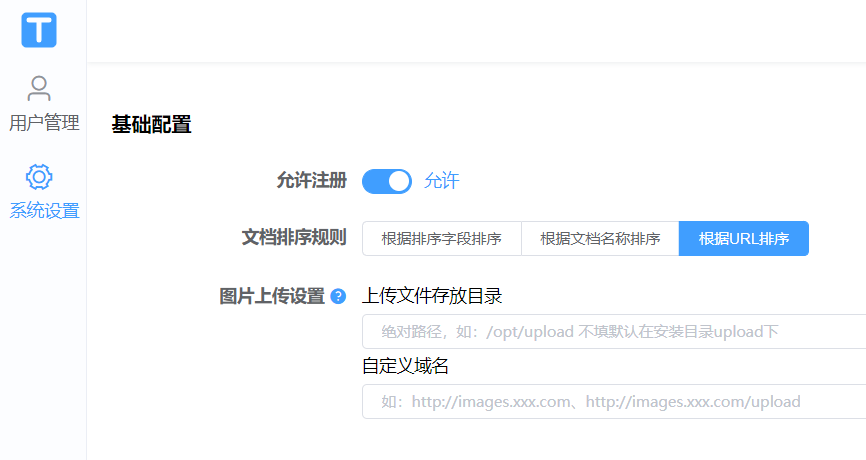 T
用户管理
系统设置
基础配置
允许注册 允许
文档排序规则 根据排序字段排序 根据文档名称排序 根据URL排序
图片上传设置 ? 上传文件存放目录
绝对路径，如：/opt/upload 不填默认在安装目录upload下
自定义域名
如：http://images.xxx.com、http://images.xxx.com/upload